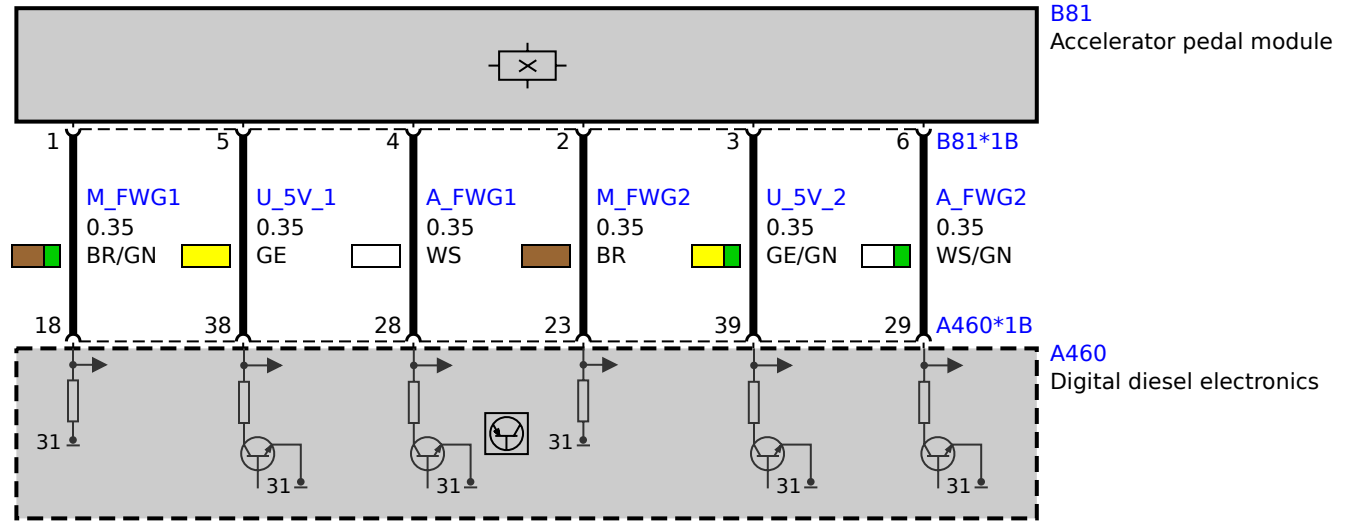 B81
Accelerator pedal module
1 5 4 2 3 6 B81*1B
M_FWG1 U_5V_1 A_FWG1 M_FWG2 U_5V_2 A_FWG2
0.35 0.35 0.35 0.35 0.35 0.35
BR/GN GE WS BR GE/GN WS/GN
18 38 28 23 39 29 A460*1B
A460
Digital diesel electronics
31 31
31 31 31 31